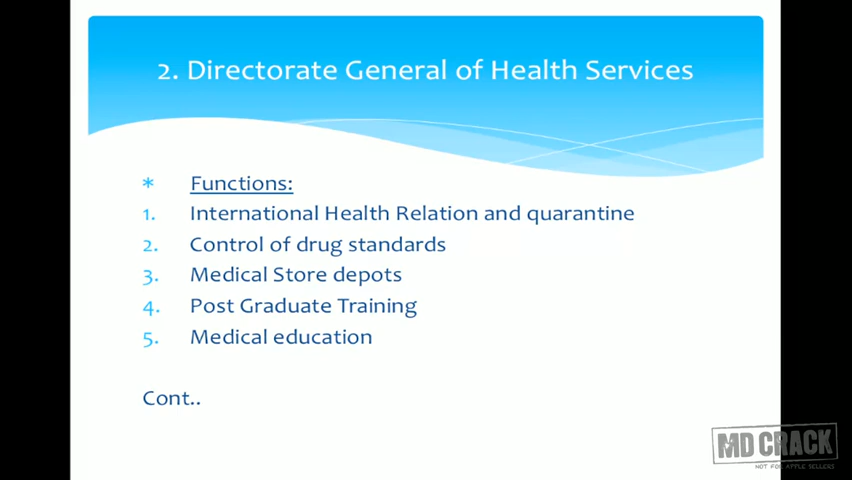 2. Directorate General of Health Services
* Functions:
1. International Health Relation and quarantine
2. Control of drug standards
3. Medical Store depots
4. Post Graduate Training
5. Medical education
Cont..
MD CRACK
NOT FOR APPLE SELLERS